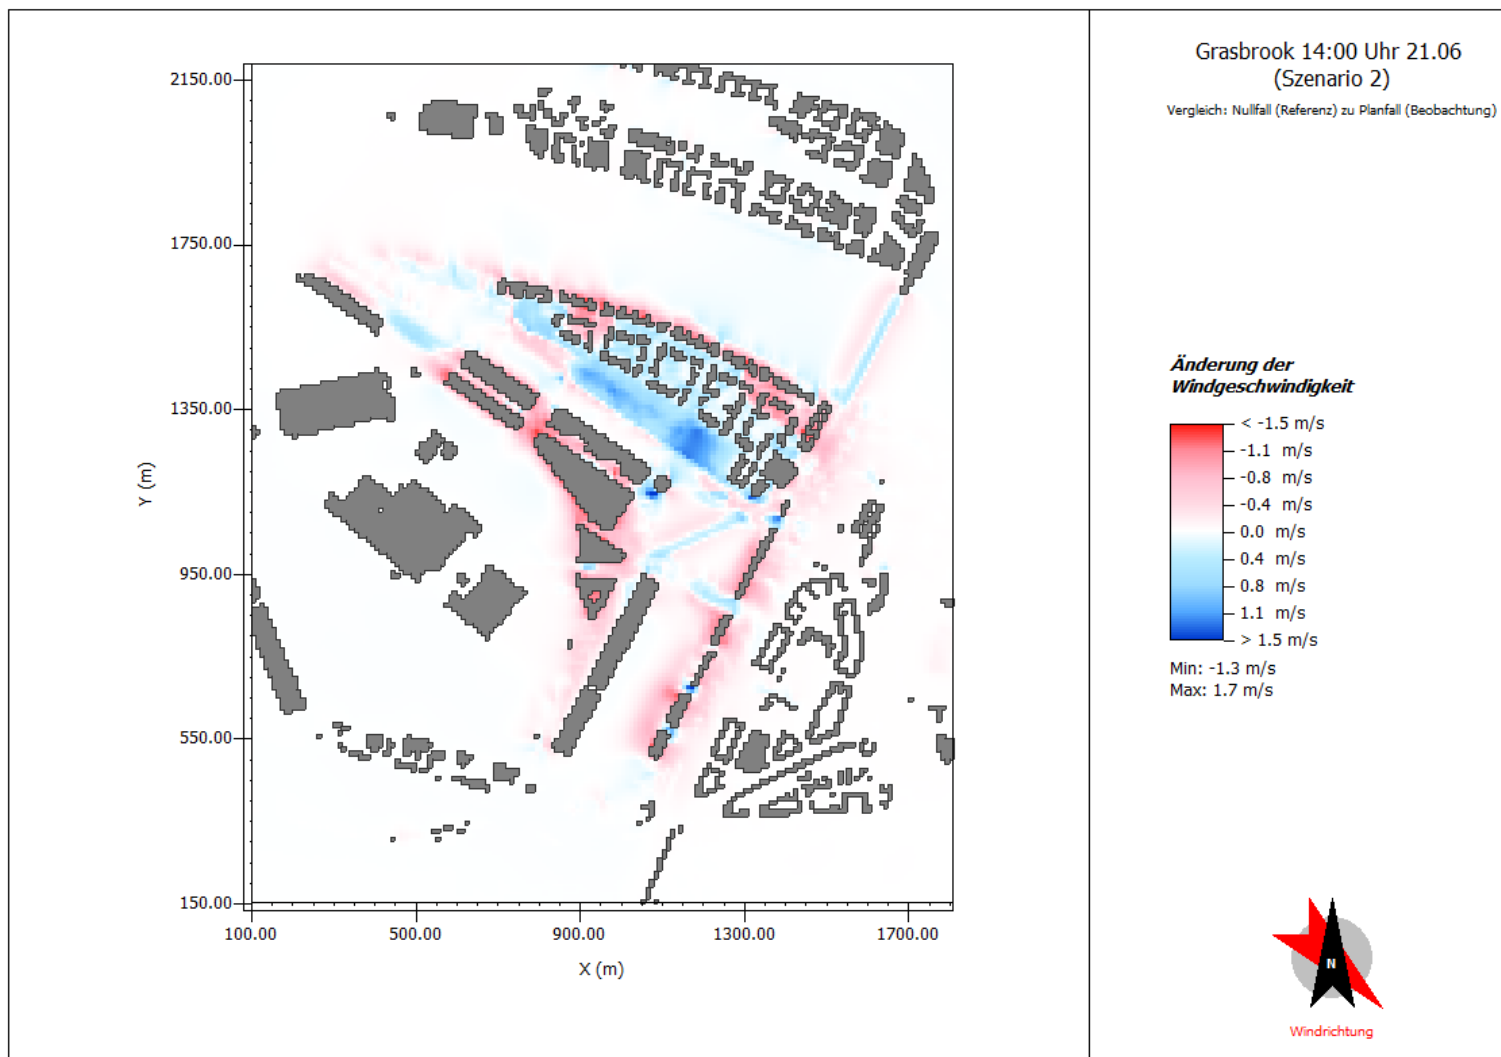 Grasbrook 14:00 Uhr 21.06
(Szenario 2)
Vergleich: Nullfall (Referenz) zu Planfall (Beobachtung)
2150.00
1750.00
1350.00
950.00
550.00
150.00
Y (m)
100.00 500.00 900.00 1300.00 1700.00
X (m)
Änderung der
Windgeschwindigkeit
< -1.5 m/s
-1.1 m/s
-0.8 m/s
-0.4 m/s
0.0 m/s
0.4 m/s
0.8 m/s
1.1 m/s
> 1.5 m/s
Min: -1.3 m/s
Max: 1.7 m/s
N
Windrichtung